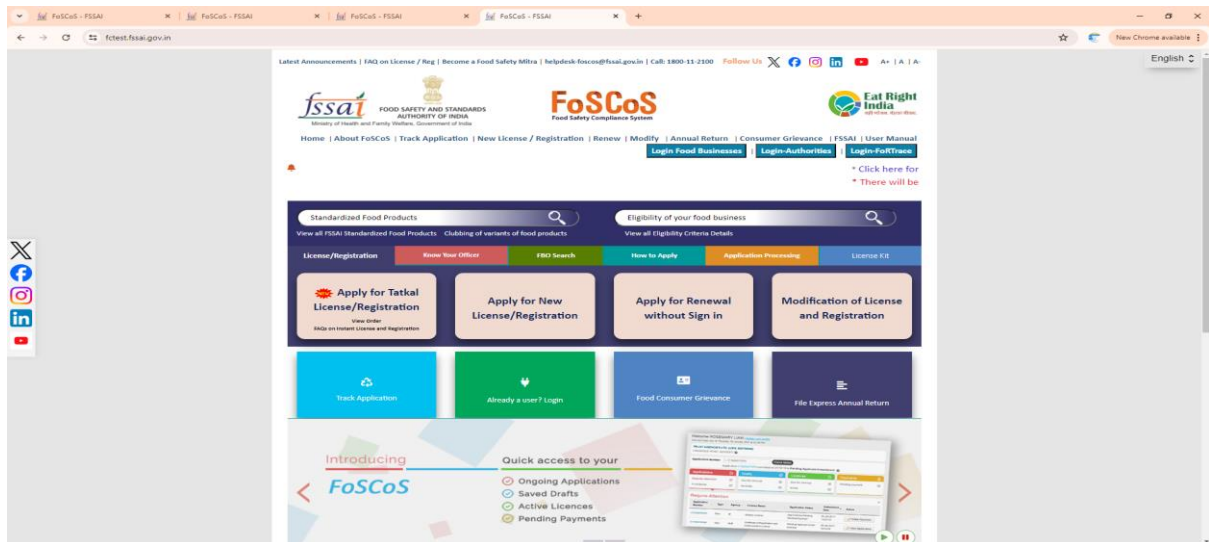 FoSCoS - FSSAI
FoSCoS - FSSAI
FoSCoS - FSSAI
FoSCoS - FSSAI
fctest.fssai.gov.in
New Chrome available
English
Latest Announcements | FAQ on License / Reg | Become a Food Safety Mitra | helpdesk-foscos@fssai.gov.in | Call: 1800-11-2100 Follow Us A+ | A | A-
fssai
FOOD SAFETY AND STANDARDS
AUTHORITY OF INDIA
Ministry of Health and Family Welfare, Government of India
FoSCoS
Food Safety Compliance System
Eat Right
India
Home | About FoSCoS | Track Application | New License / Registration | Renew | Modify | Annual Return | Consumer Grievance | FSSAI | User Manual
Login Food Businesses | Login-Authorities | Login-FoRTrace
* Click here for
* There will be
Standardized Food Products
Eligibility of your food business
View all FSSAI Standardized Food Products Clubbing of variants of food products
View all Eligibility Criteria Details
License/Registration
Know Your Officer
FBO Search
How to Apply
Application Processing
License Kit
Apply for Tatkal
License/Registration
View Order
FAQs on Instant License and Registration
Apply for New
License/Registration
Apply for Renewal
without Sign in
Modification of License
and Registration
Track Application
Already a user? Login
Food Consumer Grievance
File Express Annual Return
Introducing
FoSCoS
Quick access to your
Ongoing Applications
Saved Drafts
Active Licences
Pending Payments